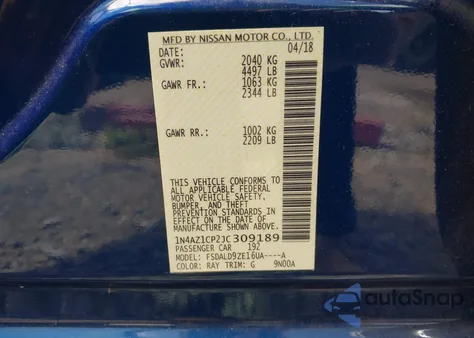 MFD BY NISSAN MOTOR CO., LTD.
DATE: 04/18
GVWR: 2040 KG
4497 LB
GAWR FR.: 1063 KG
2344 LB
GAWR RR.: 1002 KG
2209 LB
THIS VEHICLE CONFORMS TO
ALL APPLICABLE FEDERAL
MOTOR VEHICLE SAFETY,
BUMPER, AND THEFT
PREVENTION STANDARDS
IN EFFECT ON THE DATE OF
MANUFACTURE SHOWN ABOVE.
1N4AZ1CP2JC309189
PASSENGER CAR 192
MODEL: FSDALD9ZE16UA----A
COLOR: RAY TRIM: G 9N00A
autoSnap